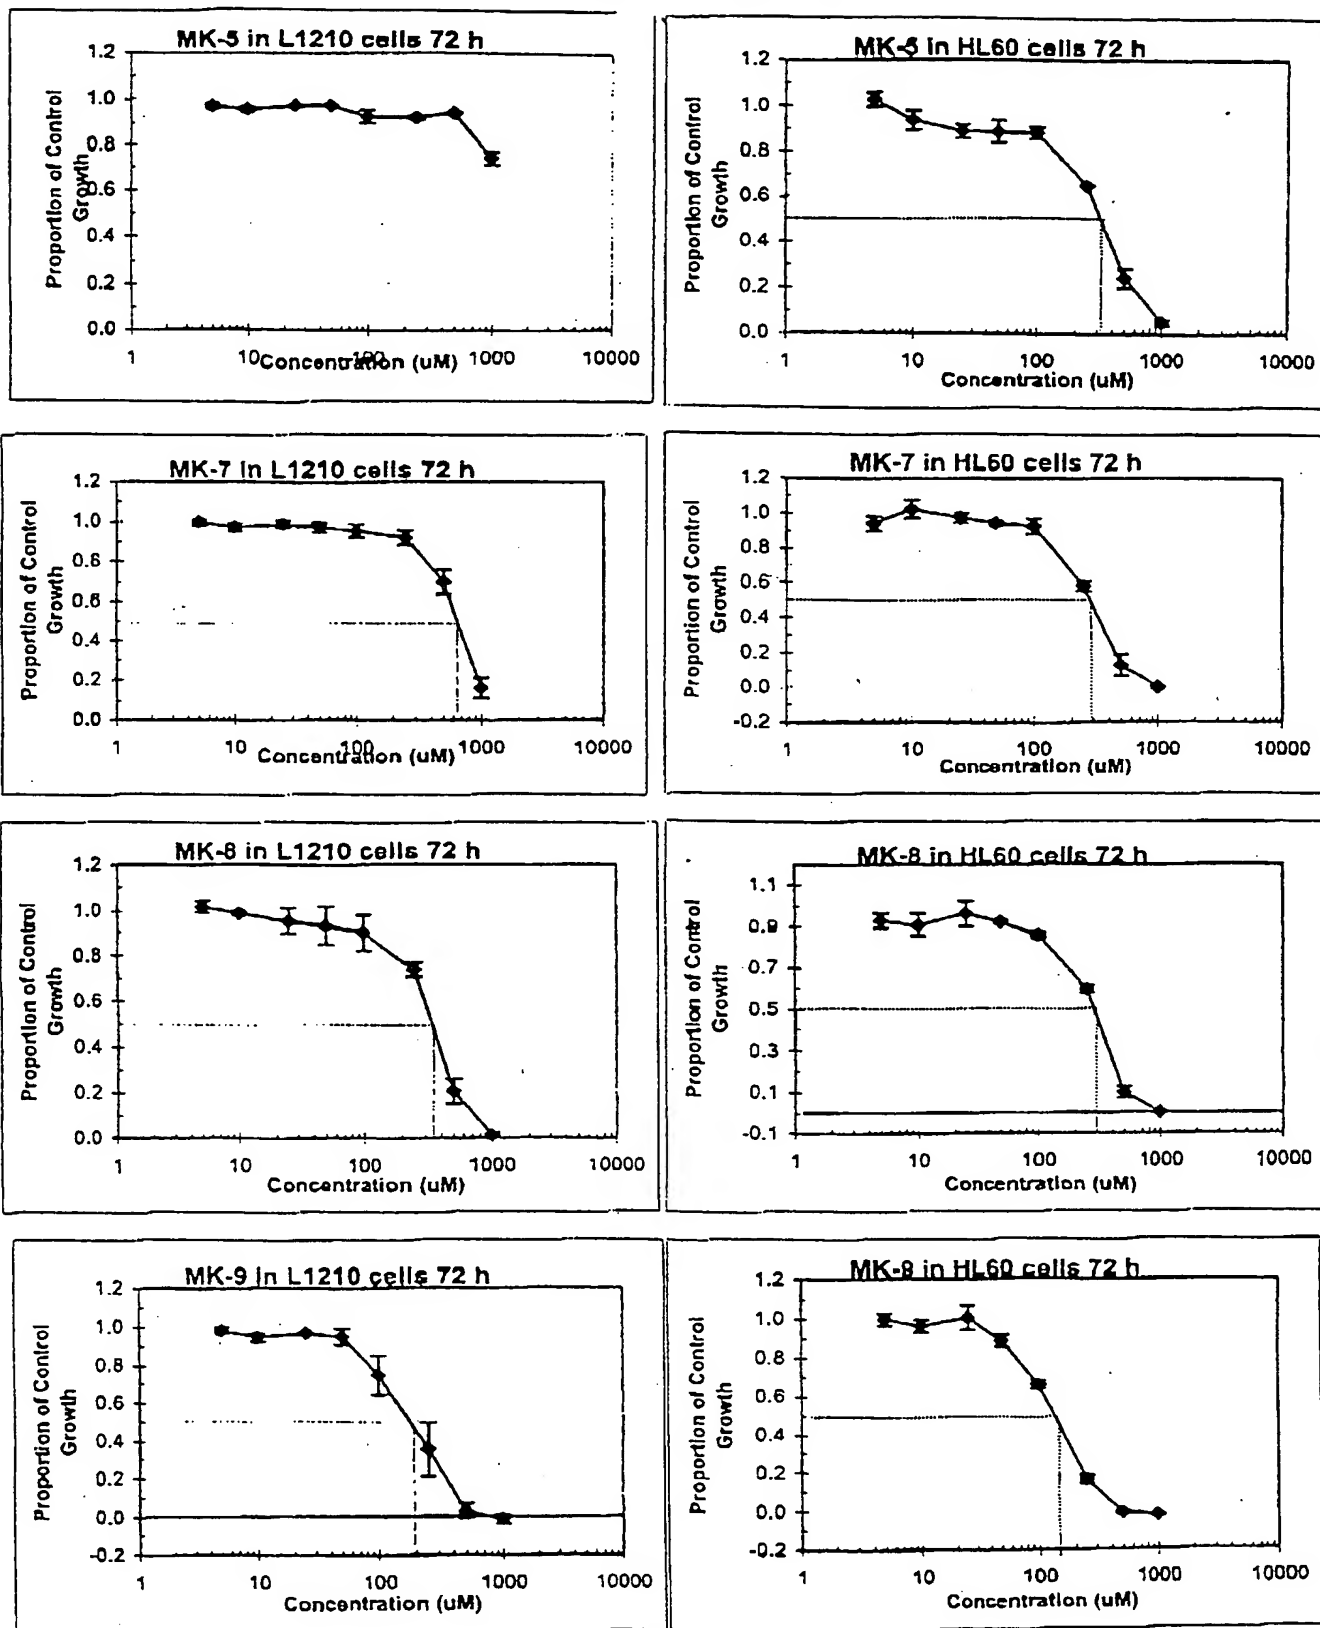 MK-5 in L1210 cells 72 h
Proportion of Control
Growth
1.2
1.0
0.8
0.6
0.4
0.2
0.0
1 10 100 1000 10000
Concentration (uM)
MK-5 in HL60 cells 72 h
Proportion of Control
Growth
1.2
1.0
0.8
0.6
0.4
0.2
0.0
1 10 100 1000 10000
Concentration (uM)
MK-7 in L1210 cells 72 h
Proportion of Control
Growth
1.2
1.0
0.8
0.6
0.4
0.2
0.0
1 10 100 1000 10000
Concentration (uM)
MK-7 in HL60 cells 72 h
Proportion of Control
Growth
1.2
1.0
0.8
0.6
0.4
0.2
0.0
-0.2
1 10 100 1000 10000
Concentration (uM)
MK-8 in L1210 cells 72 h
Proportion of Control
Growth
1.2
1.0
0.8
0.6
0.4
0.2
0.0
1 10 100 1000 10000
Concentration (uM)
MK-8 in HL60 cells 72 h
Proportion of Control
Growth
1.1
0.9
0.7
0.5
0.3
0.1
-0.1
1 10 100 1000 10000
Concentration (uM)
MK-9 in L1210 cells 72 h
Proportion of Control
Growth
1.2
1.0
0.8
0.6
0.4
0.2
0.0
-0.2
1 10 100 1000 10000
Concentration (uM)
MK-9 in HL60 cells 72 h
Proportion of Control
Growth
1.2
1.0
0.8
0.6
0.4
0.2
0.0
-0.2
1 10 100 1000 10000
Concentration (uM)